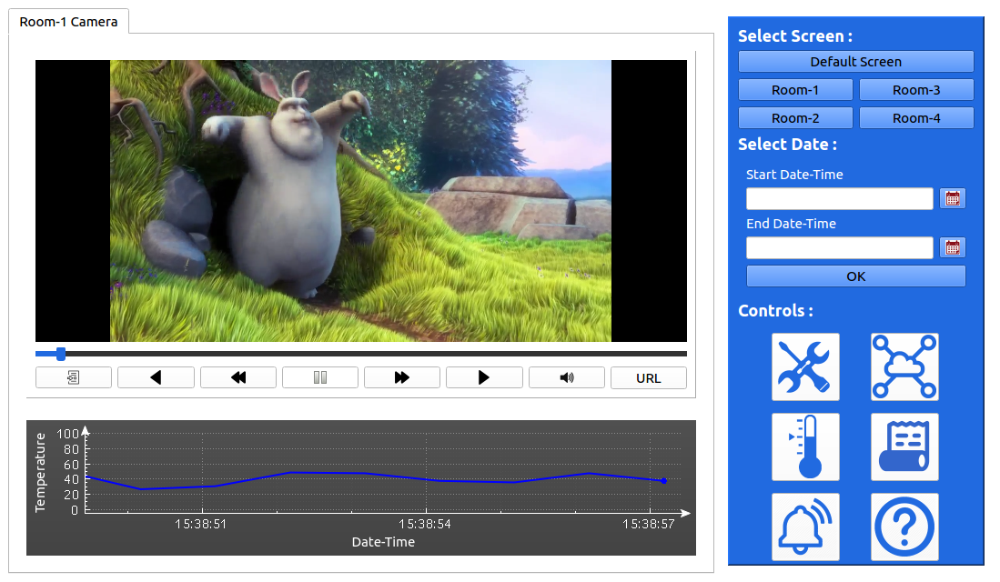 Room-1 Camera
URL
Temperature
100
80
60
40
20
0
15:38:51
15:38:54
15:38:57
Date-Time
Select Screen :
Default Screen
Room-1
Room-3
Room-2
Room-4
Select Date :
Start Date-Time
End Date-Time
OK
Controls :
?